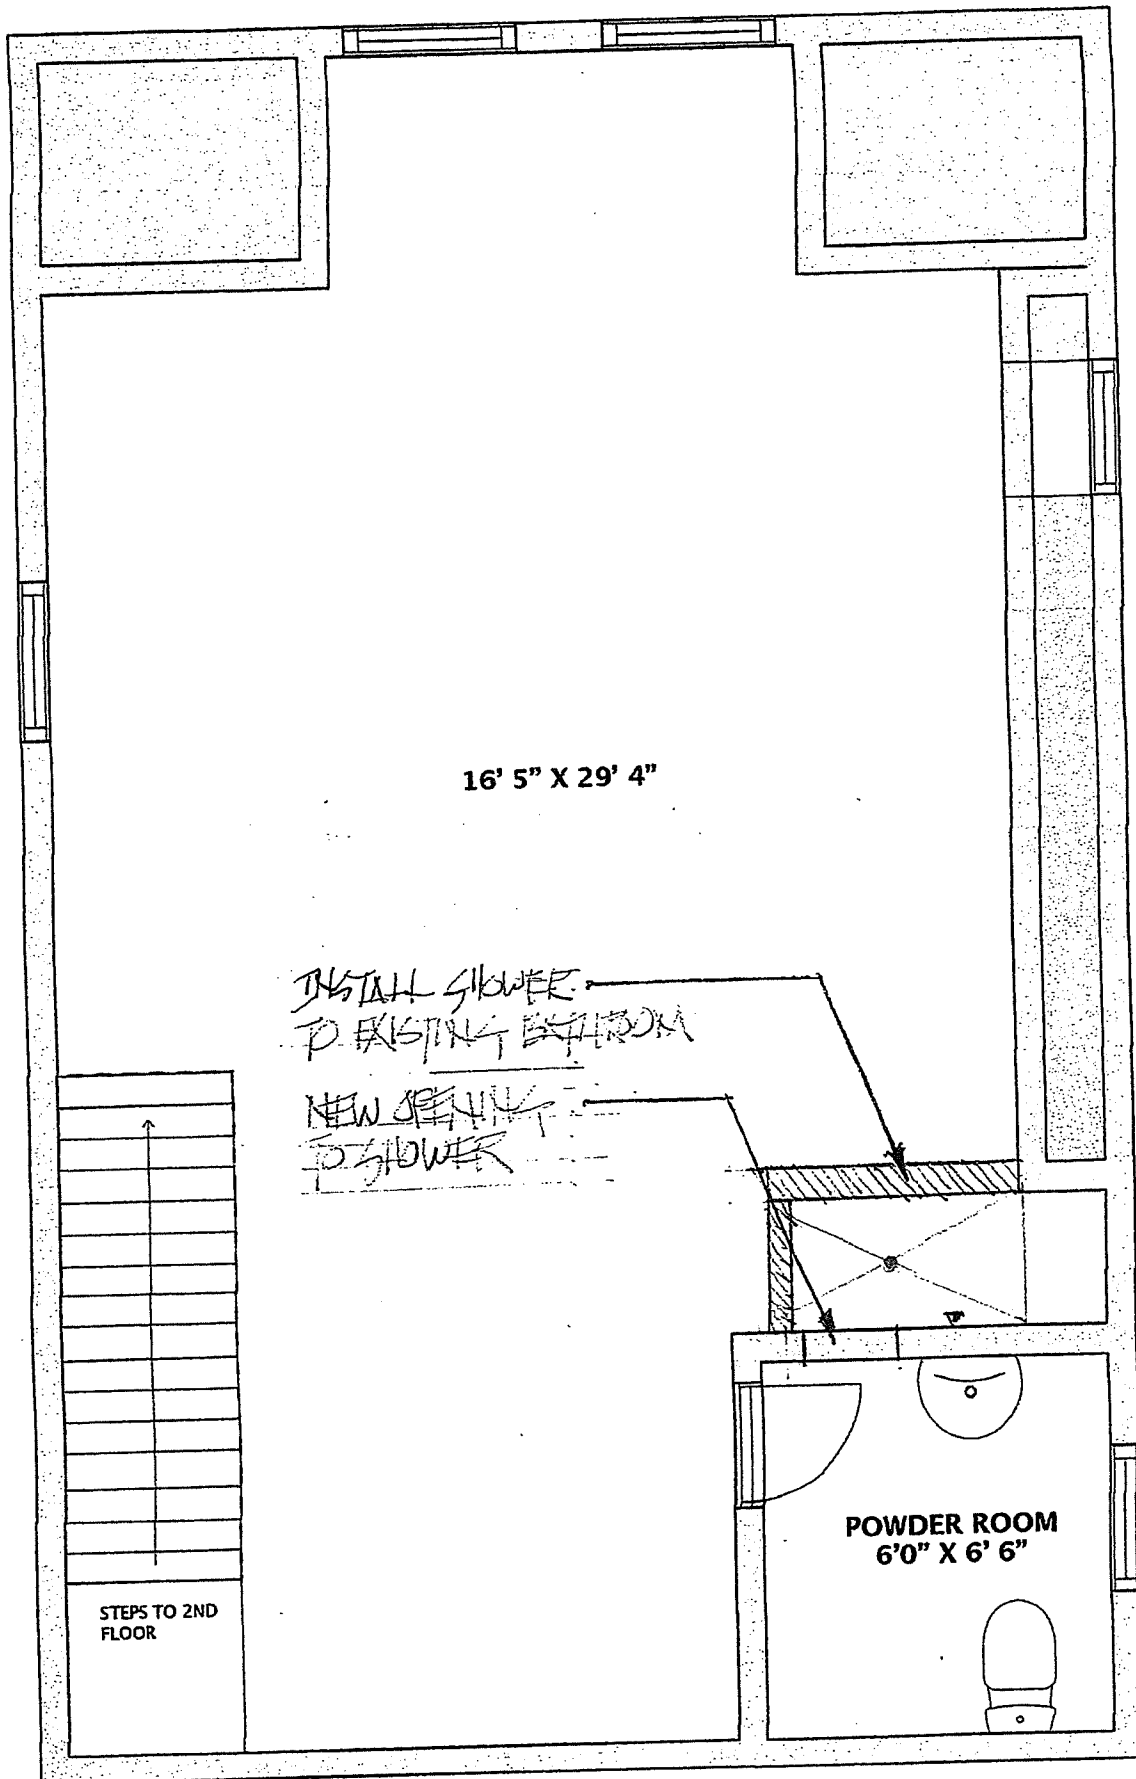 16' 5" X 29' 4"
INSTALL SHOWER
TO EXISTING BATHROOM
NEW OPENING
TO SHOWER
POWDER ROOM
6'0" X 6' 6"
STEPS TO 2ND
FLOOR